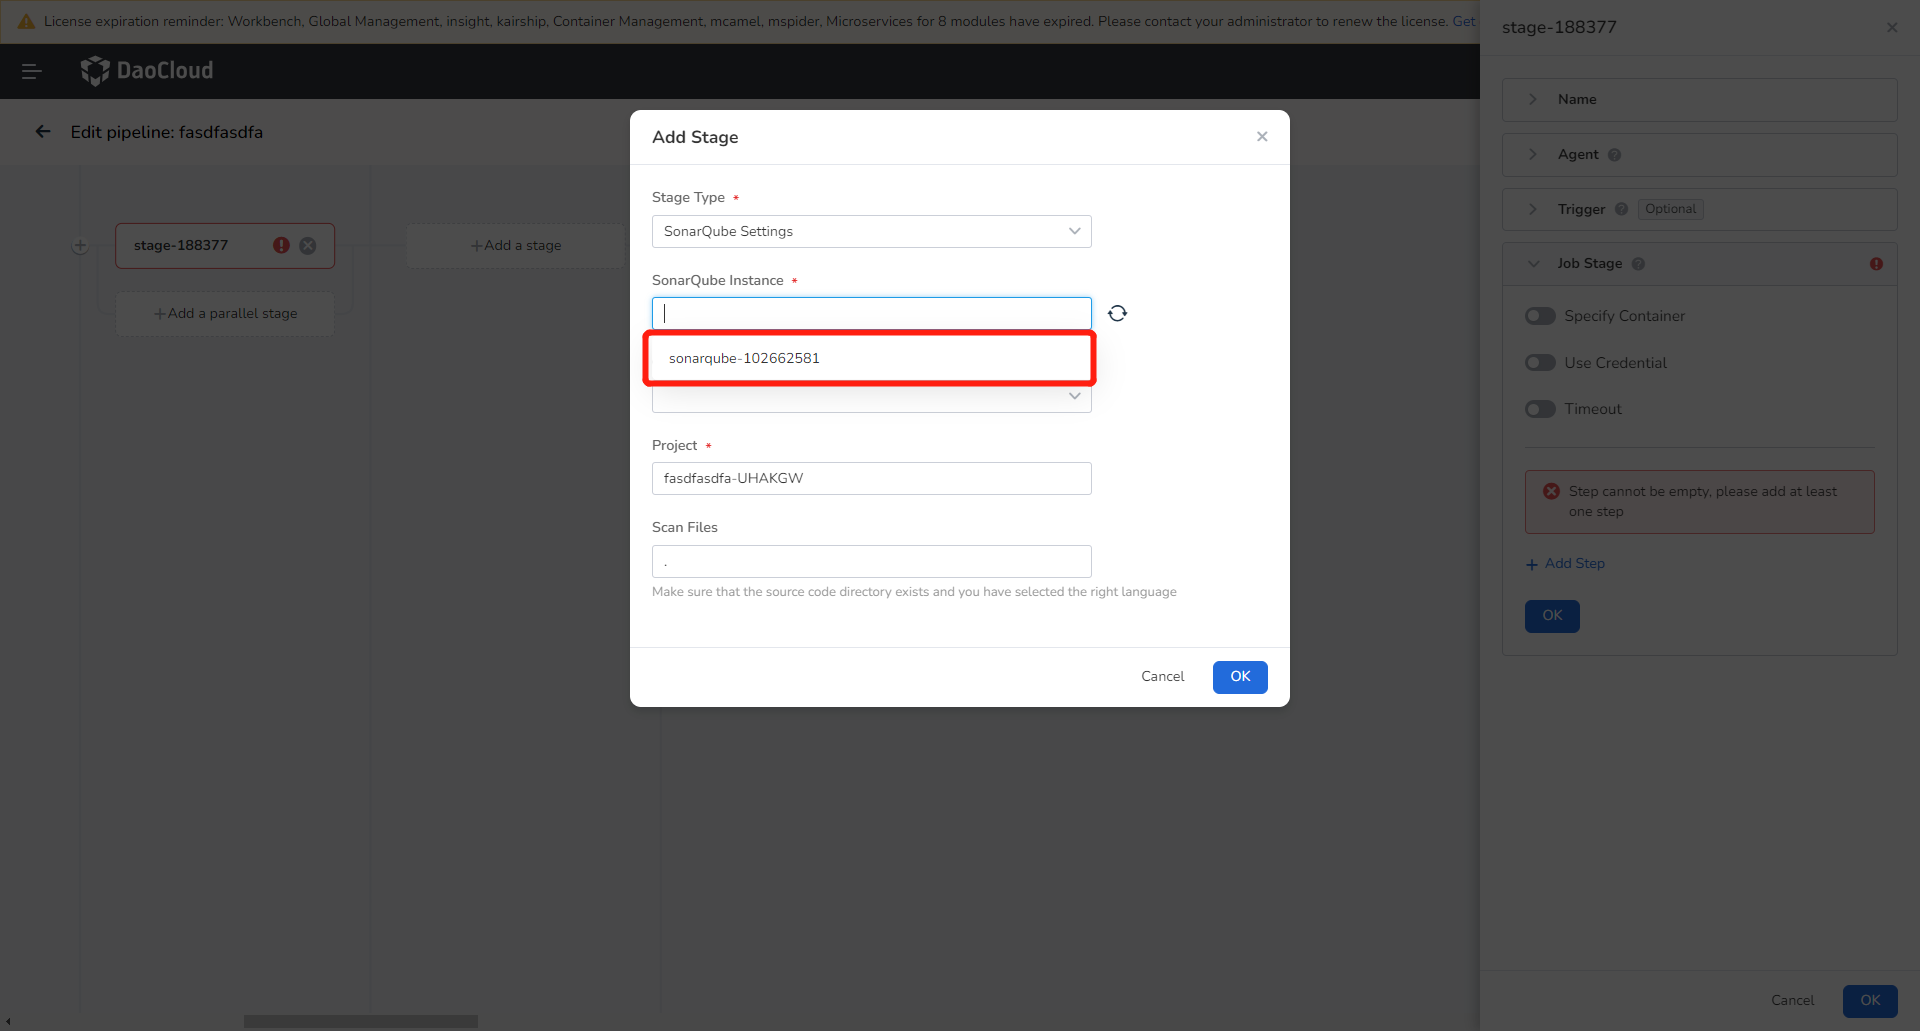 License expiration reminder: Workbench, Global Management, insight, kairship, Container Management, mcamel, mspider, Microservices for 8 modules have expired. Please contact your administrator to renew the license. Get
DaoCloud
Edit pipeline: fasdfasdfa
stage-188377
+Add a stage
+Add a parallel stage
Add Stage
Stage Type *
SonarQube Settings
SonarQube Instance *
sonarqube-102662581
Project *
fasdfasdfa-UHAKGW
Scan Files
.
Make sure that the source code directory exists and you have selected the right language
Cancel
OK
stage-188377
Name
Agent
Trigger Optional
Job Stage
Specify Container
Use Credential
Timeout
Step cannot be empty, please add at least
one step
+ Add Step
OK
Cancel
OK